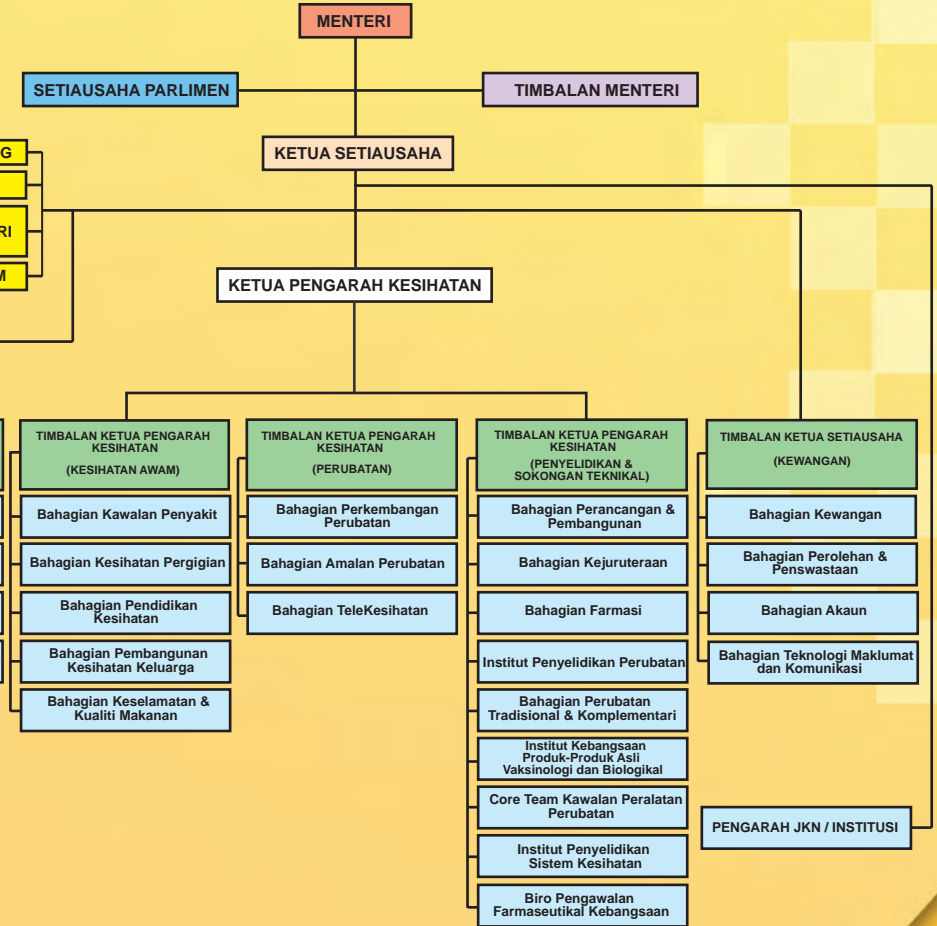 MENTERI
SETIAUSAHA PARLIMEN
TIMBALAN MENTERI
KETUA SETIAUSAHA
G
RI
M
KETUA PENGARAH KESIHATAN
TIMBALAN KETUA PENGARAH
KESIHATAN
(KESIHATAN AWAM)
Bahagian Kawalan Penyakit
Bahagian Kesihatan Pergigian
Bahagian Pendidikan
Kesihatan
Bahagian Pembangunan
Kesihatan Keluarga
Bahagian Keselamatan &
Kualiti Makanan
TIMBALAN KETUA PENGARAH
KESIHATAN
(PERUBATAN)
Bahagian Perkembangan
Perubatan
Bahagian Amalan Perubatan
Bahagian TeleKesihatan
TIMBALAN KETUA PENGARAH
KESIHATAN
(PENYELIDIKAN &
SOKONGAN TEKNIKAL)
Bahagian Perancangan &
Pembangunan
Bahagian Kejuruteraan
Bahagian Farmasi
Institut Penyelidikan Perubatan
Bahagian Perubatan
Tradisional & Komplementari
Institut Kebangsaan
Produk-Produk Asli
Vaksinologi dan Biologikal
Core Team Kawalan Peralatan
Perubatan
Institut Penyelidikan
Sistem Kesihatan
Biro Pengawalan
Farmaseutikal Kebangsaan
TIMBALAN KETUA SETIAUSAHA
(KEWANGAN)
Bahagian Kewangan
Bahagian Perolehan &
Penswastaan
Bahagian Akaun
Bahagian Teknologi Maklumat
dan Komunikasi
PENGARAH JKN / INSTITUSI